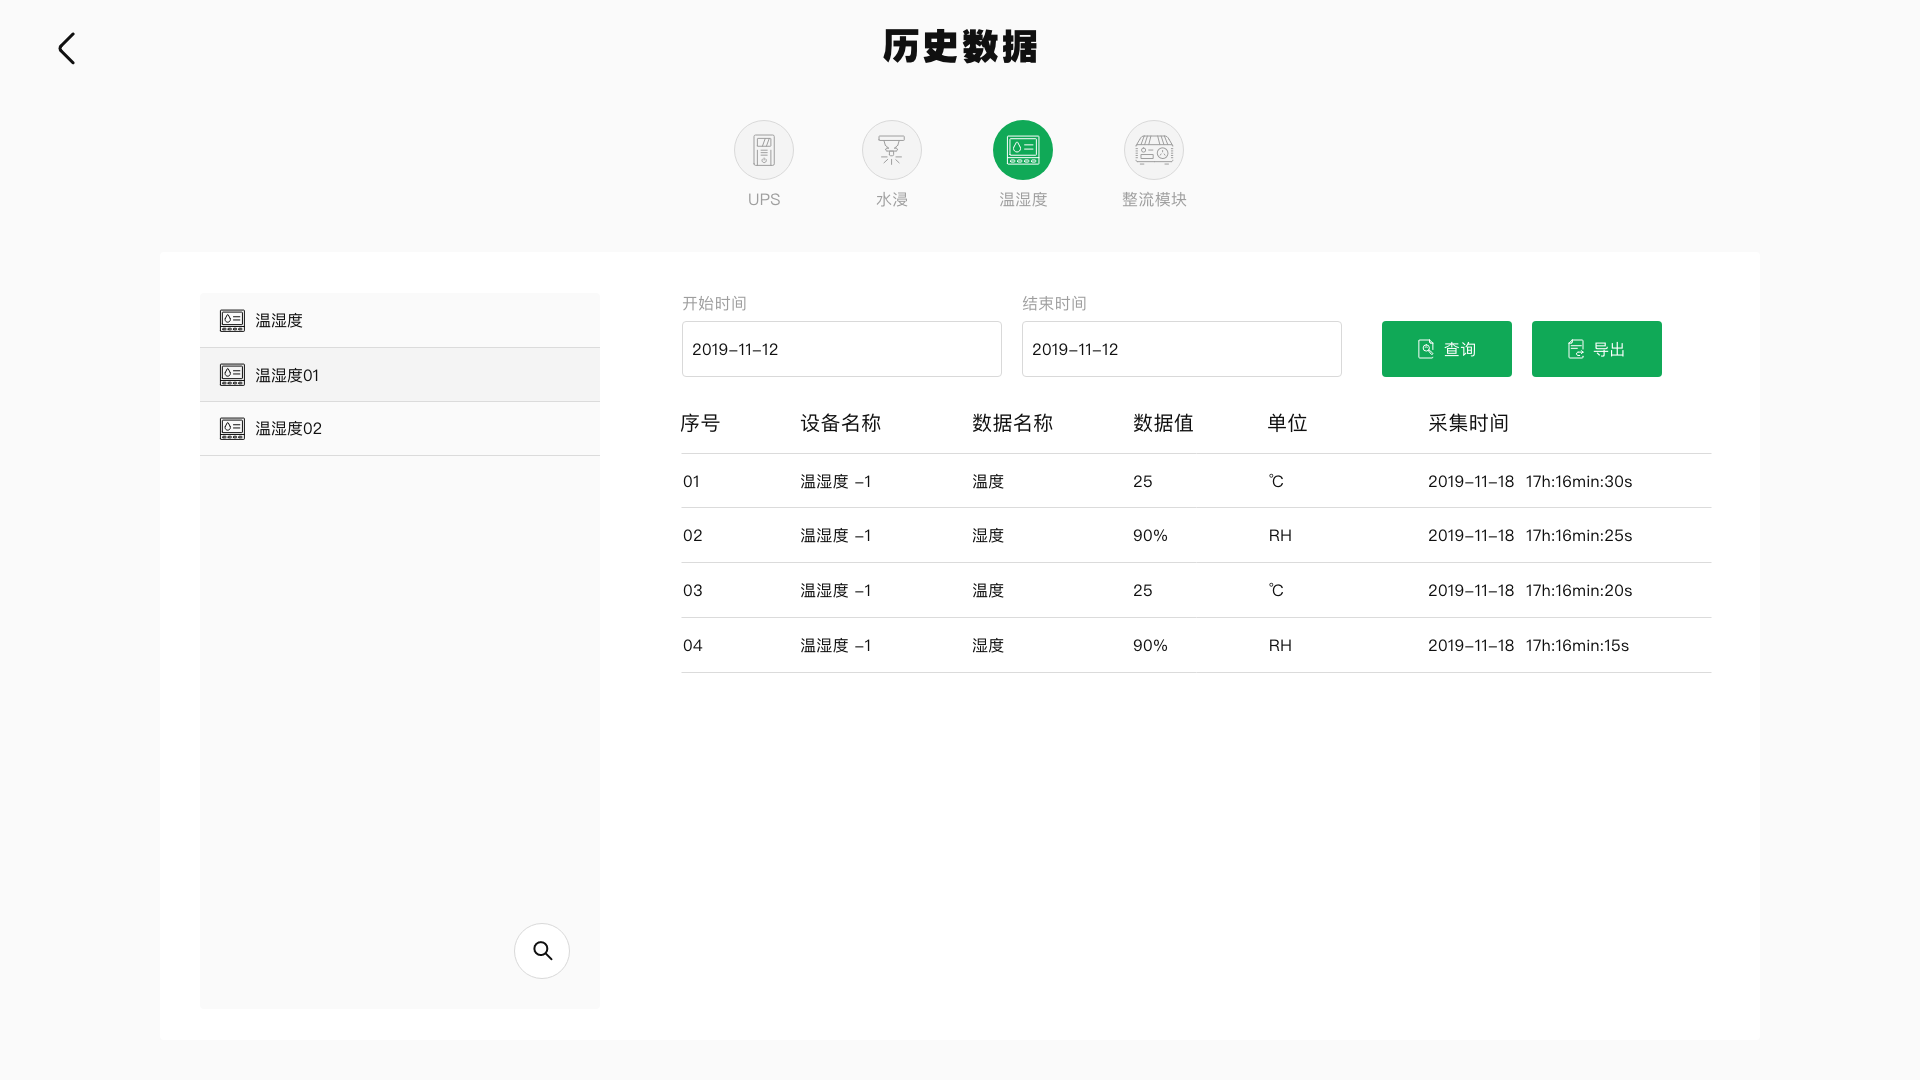 历史数据
UPS
水浸
温湿度
整流模块
温湿度
温湿度01
温湿度02
开始时间
结束时间
2019-11-12
2019-11-12
查询
导出
序号 设备名称 数据名称 数据值 单位 采集时间
01 温湿度 -1 温度 25 ℃ 2019-11-18 17h:16min:30s
02 温湿度 -1 湿度 90% RH 2019-11-18 17h:16min:25s
03 温湿度 -1 温度 25 ℃ 2019-11-18 17h:16min:20s
04 温湿度 -1 湿度 90% RH 2019-11-18 17h:16min:15s